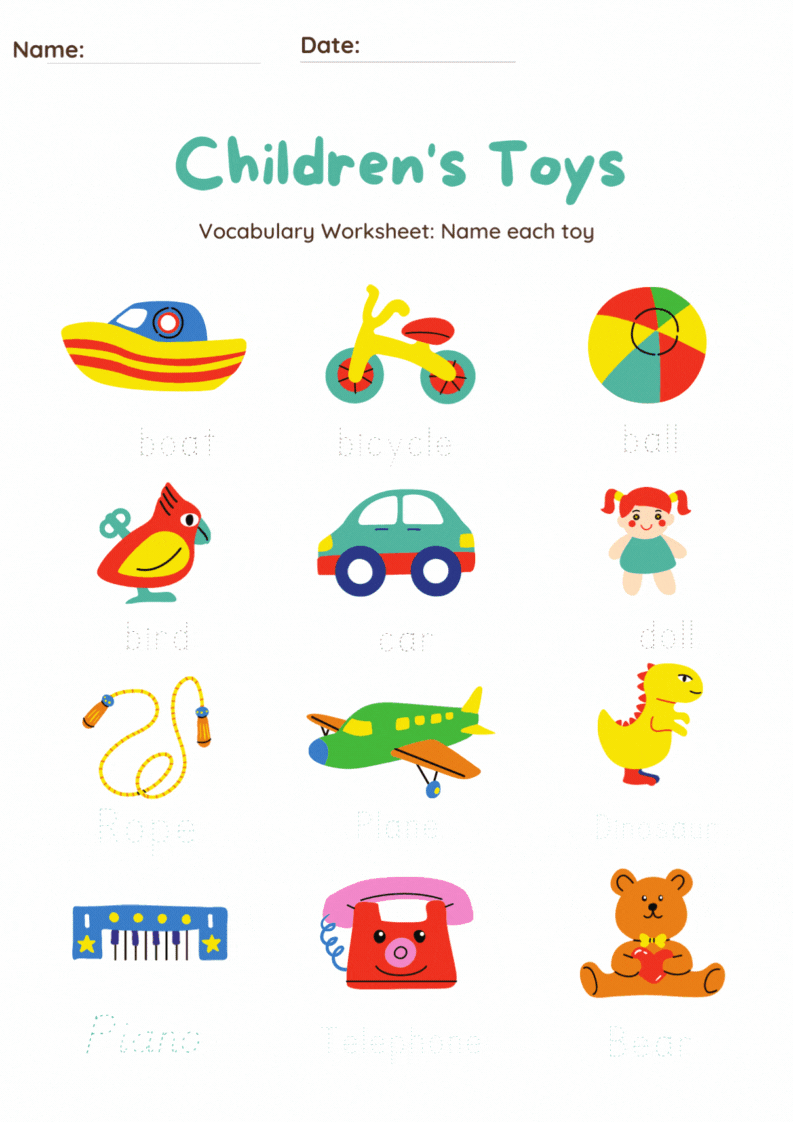 Name:
Date:
Children's Toys
Vocabulary Worksheet: Name each toy
boat bicycle ball
bird car doll
Rope Plane Dinosaur
Piano Telephone Bear